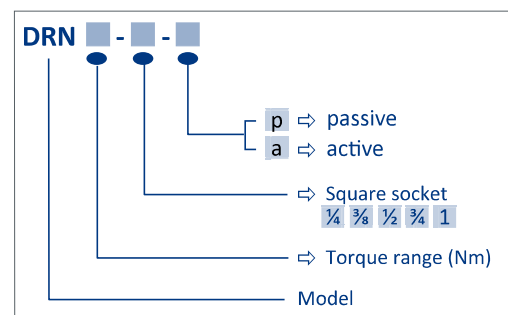 DRN - -
p ⇨ passive
a ⇨ active
⇨ Square socket
¼ ⅜ ½ ¾ 1
⇨ Torque range (Nm)
Model